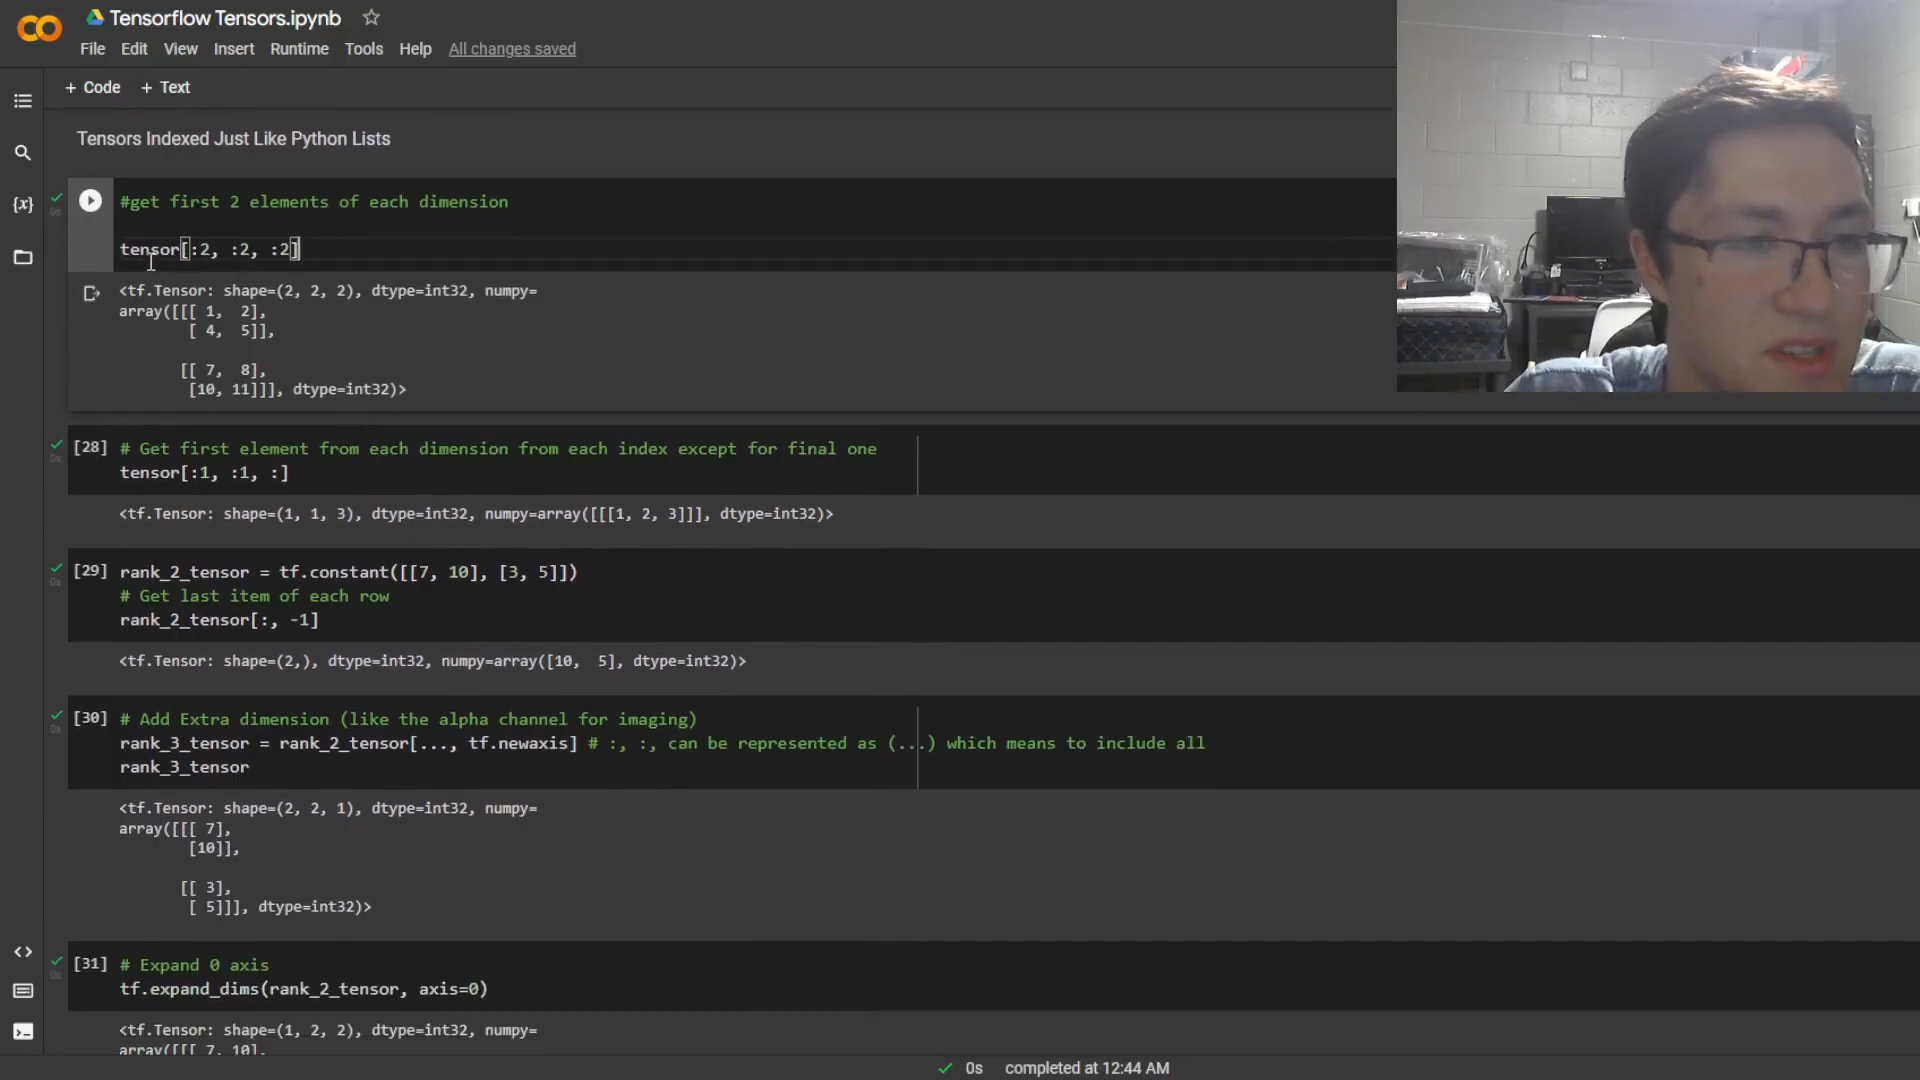 Tensorflow Tensors.ipynb
File Edit View Insert Runtime Tools Help All changes saved
+ Code + Text
Tensors Indexed Just Like Python Lists
#get first 2 elements of each dimension
tensor[:2, :2, :2]
<tf.Tensor: shape=(2, 2, 2), dtype=int32, numpy=
array([[[ 1,  2],
[ 4,  5]],
[[ 7,  8],
[10, 11]]], dtype=int32)>
[28] # Get first element from each dimension from each index except for final one
tensor[:1, :1, :]
<tf.Tensor: shape=(1, 1, 3), dtype=int32, numpy=array([[[1, 2, 3]]], dtype=int32)>
[29] rank_2_tensor = tf.constant([[7, 10], [3, 5]])
# Get last item of each row
rank_2_tensor[:, -1]
<tf.Tensor: shape=(2,), dtype=int32, numpy=array([10,  5], dtype=int32)>
[30] # Add Extra dimension (like the alpha channel for imaging)
rank_3_tensor = rank_2_tensor[..., tf.newaxis] # :, :, can be represented as (...) which means to include all
rank_3_tensor
<tf.Tensor: shape=(2, 2, 1), dtype=int32, numpy=
array([[[ 7],
[10]],
[[ 3],
[ 5]]], dtype=int32)>
[31] # Expand 0 axis
tf.expand_dims(rank_2_tensor, axis=0)
<tf.Tensor: shape=(1, 2, 2), dtype=int32, numpy=
array([[[ 7, 10],
0s completed at 12:44 AM